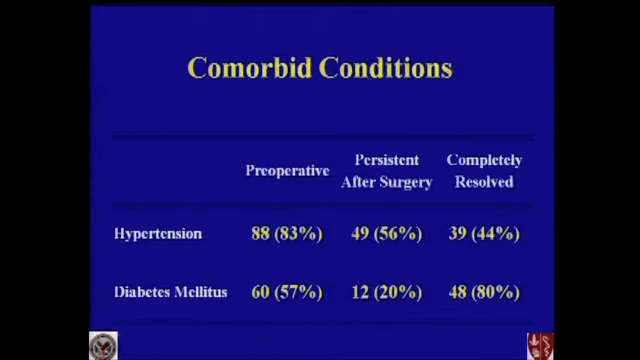 Comorbid Conditions
Preoperative
Persistent After Surgery
Completely Resolved
Hypertension 88 (83%) 49 (56%) 39 (44%)
Diabetes Mellitus 60 (57%) 12 (20%) 48 (80%)